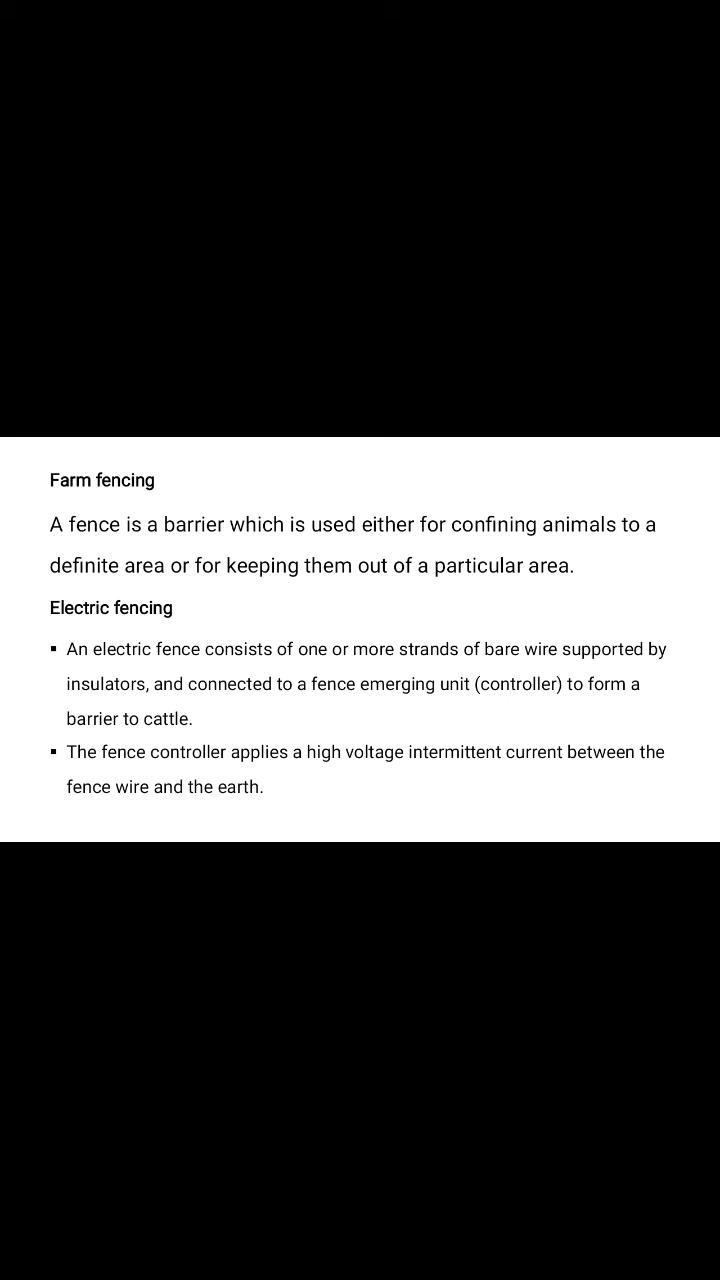 Farm fencing
A fence is a barrier which is used either for confining animals to a
definite area or for keeping them out of a particular area.
Electric fencing
▪ An electric fence consists of one or more strands of bare wire supported by
insulators, and connected to a fence emerging unit (controller) to form a
barrier to cattle.
▪ The fence controller applies a high voltage intermittent current between the
fence wire and the earth.